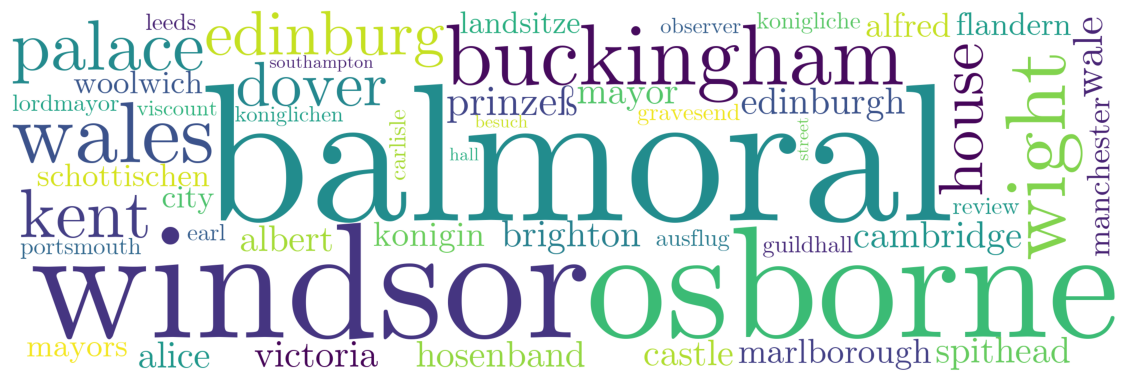 leeds
palace
edinburg
landsitze
observer
konigliche
alfred
flandern
southampton
buckingham
woolwich
dover
prinzeß
mayor
edinburgh
house
wale
lordmayor
viscount
koniglichen
besuch
gravesend
wales
balmoral
carlisle
hall
street
wight
manchester
schottischen
city
kent
earl
portsmouth
albert
konigin
brighton
ausflug
guildhall
cambridge
review
windsor
osborne
mayors
alice
victoria
hosenband
castle
marlborough
spithead